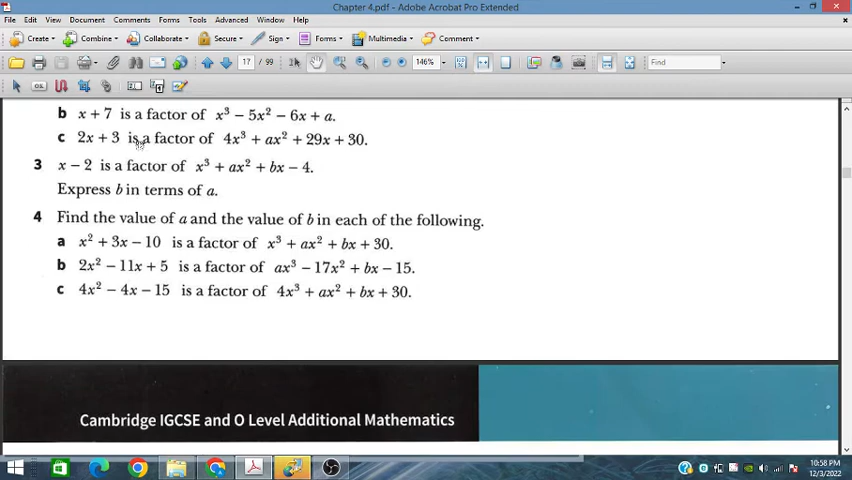 Chapter 4.pdf - Adobe Acrobat Pro Extended
File Edit View Document Comments Forms Tools Advanced Window Help
Create Combine Collaborate Secure Sign Forms Multimedia Comment
17 / 99 146% Find
b x + 7 is a factor of x³ − 5x² − 6x + a.
c 2x + 3 is a factor of 4x³ + ax² + 29x + 30.
3 x − 2 is a factor of x³ + ax² + bx − 4.
Express b in terms of a.
4 Find the value of a and the value of b in each of the following.
a x² + 3x − 10 is a factor of x³ + ax² + bx + 30.
b 2x² − 11x + 5 is a factor of ax³ − 17x² + bx − 15.
c 4x² − 4x − 15 is a factor of 4x³ + ax² + bx + 30.
Cambridge IGCSE and O Level Additional Mathematics
10:58 PM
12/3/2022